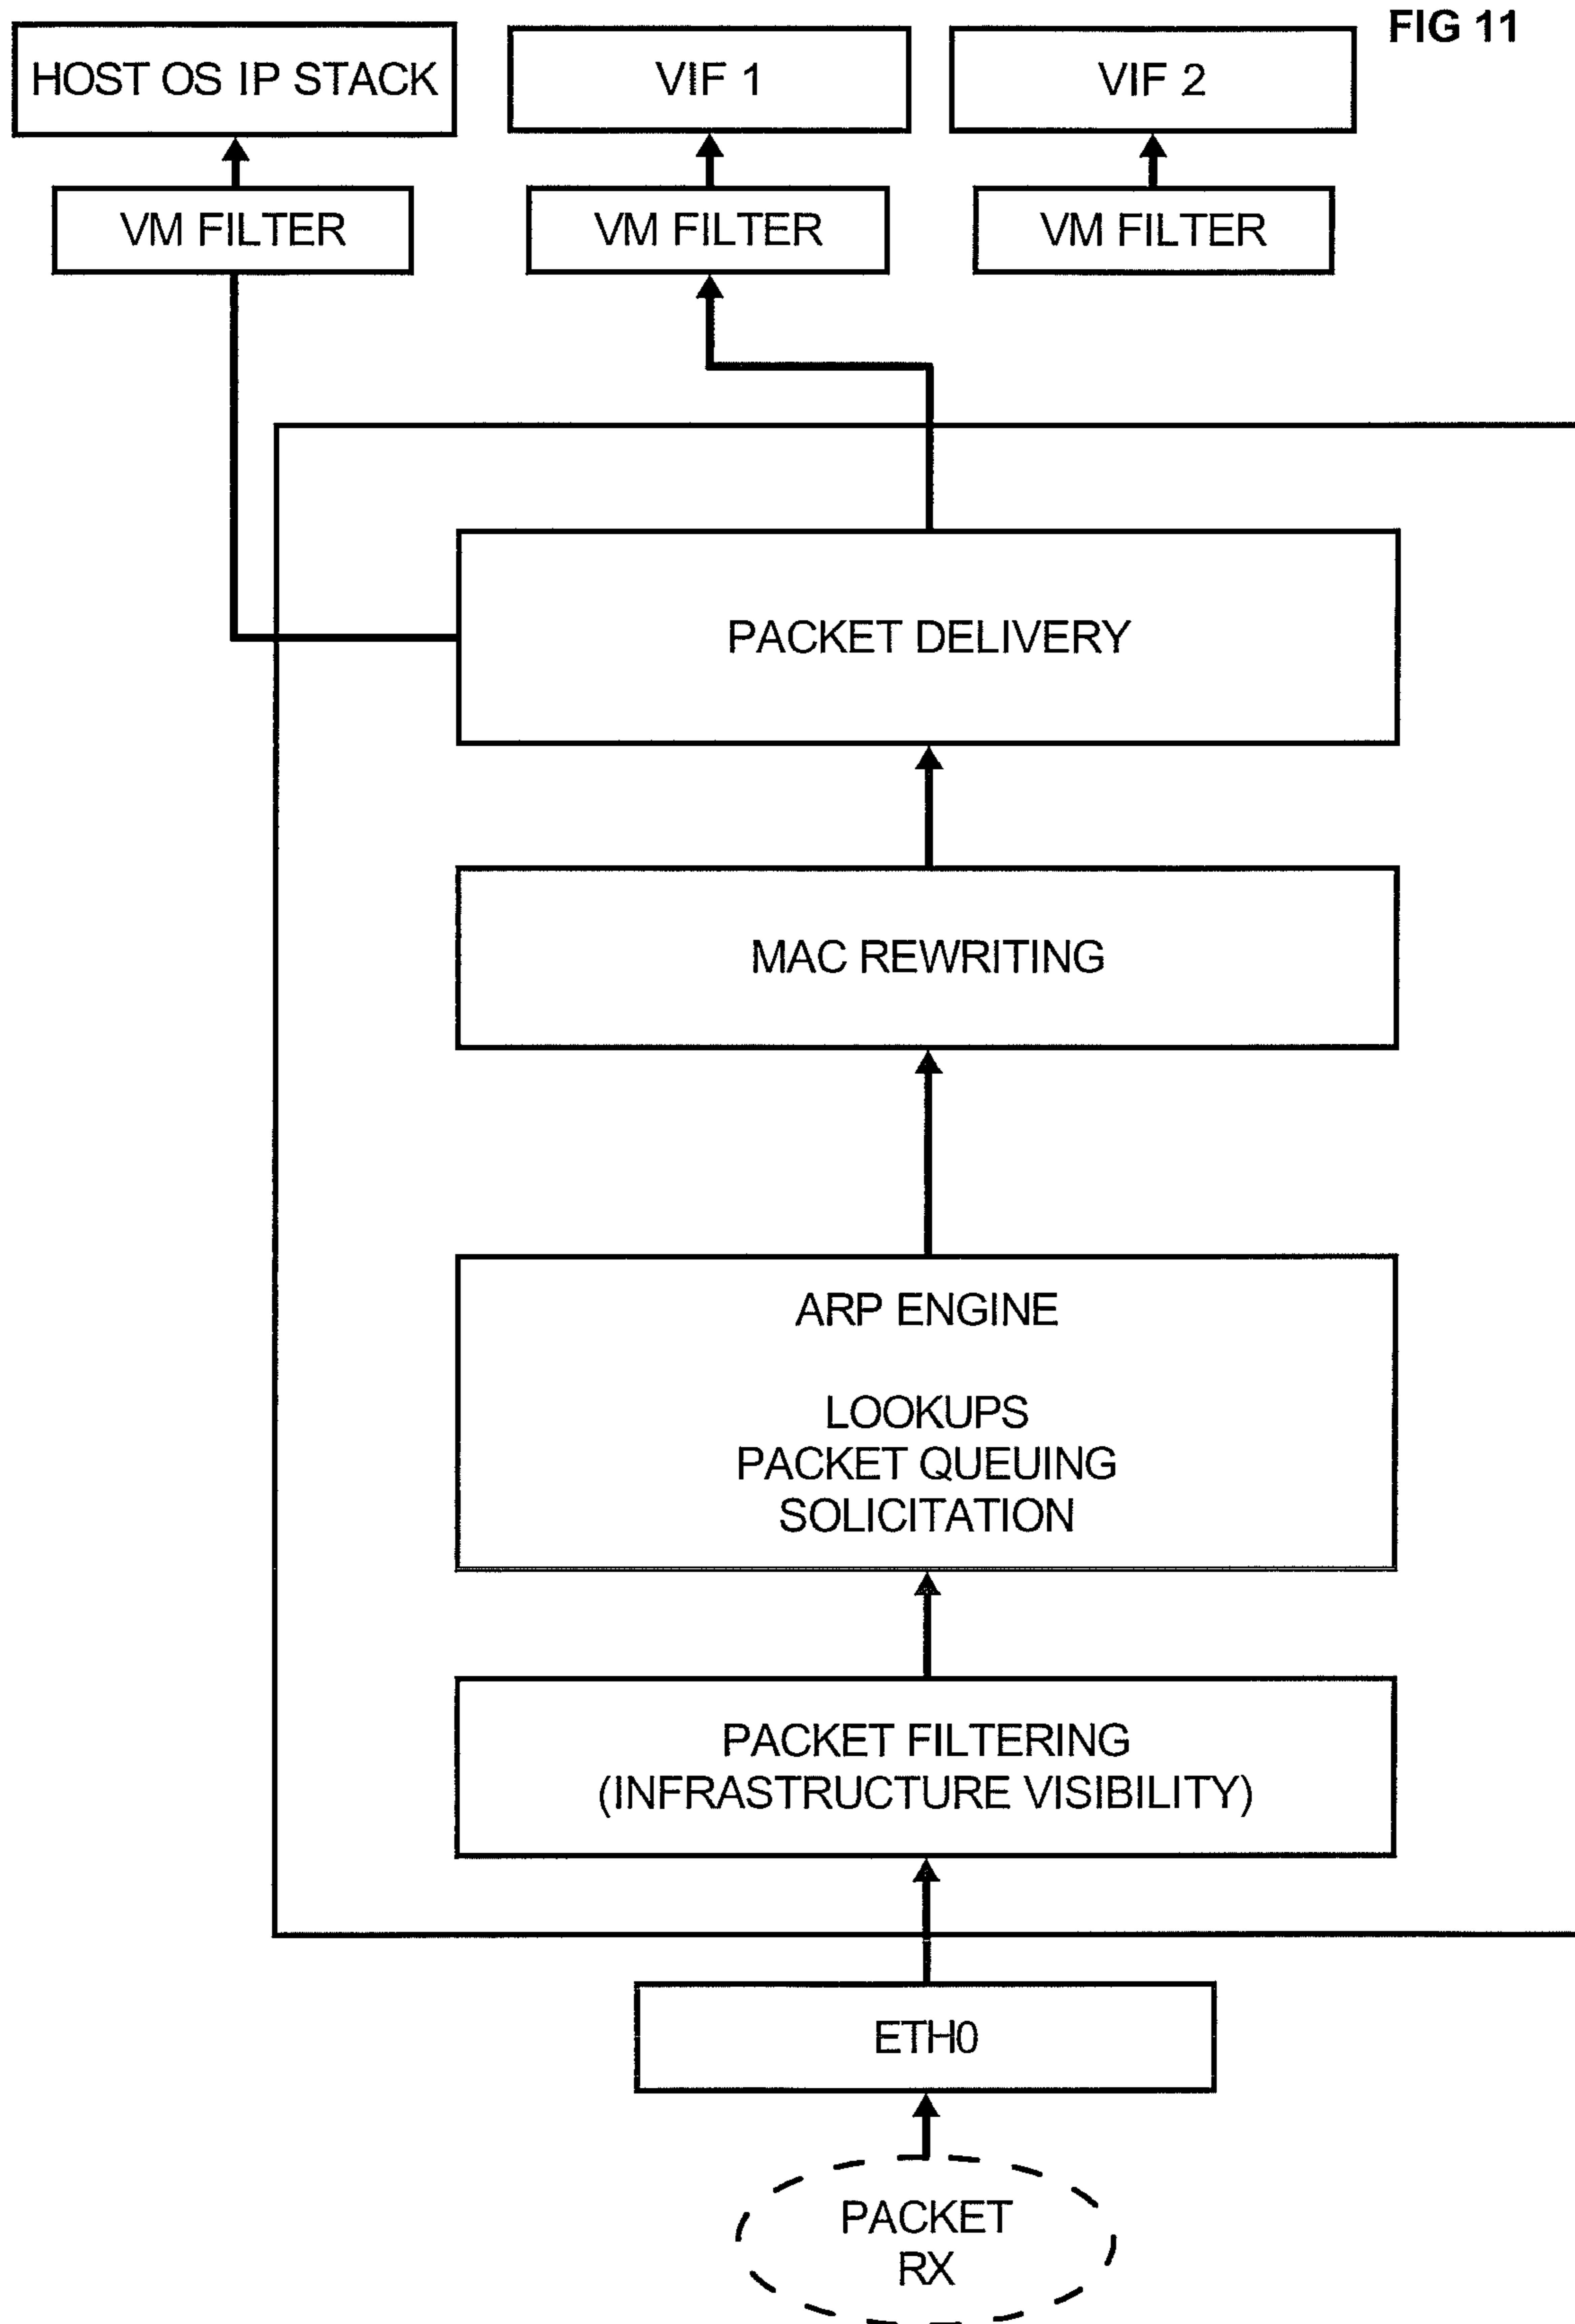 FIG 11
HOST OS IP STACK
VIF 1
VIF 2
VM FILTER
VM FILTER
VM FILTER
PACKET DELIVERY
MAC REWRITING
ARP ENGINE
LOOKUPS
PACKET QUEUING
SOLICITATION
PACKET FILTERING
(INFRASTRUCTURE VISIBILITY)
ETH0
PACKET
RX